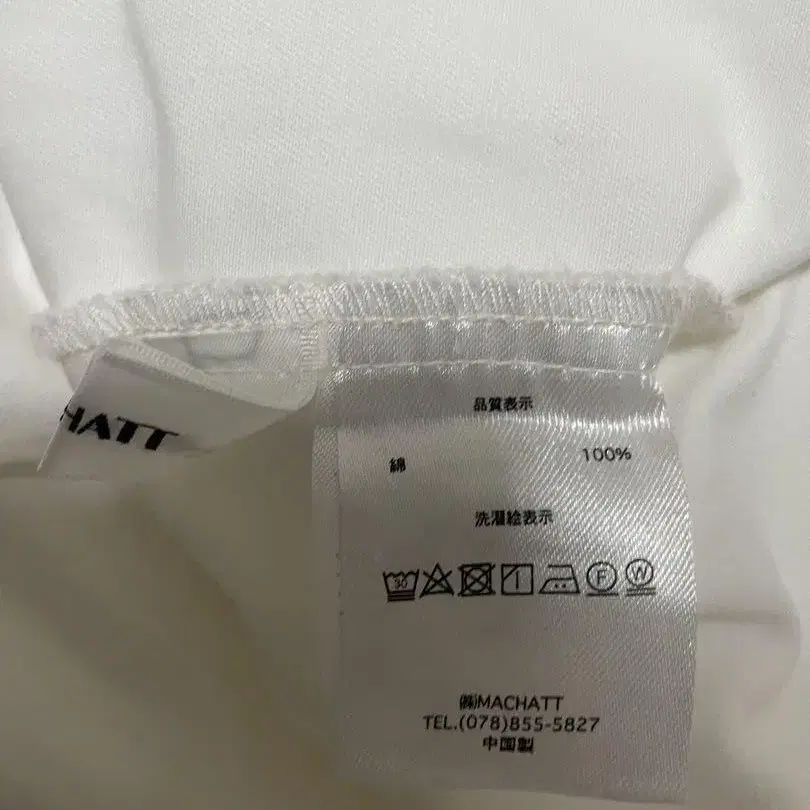 HATT
品質表示
綿 100%
洗濯絵表示
30 F W
㈱MACHATT
TEL.(078)855-5827
中国製